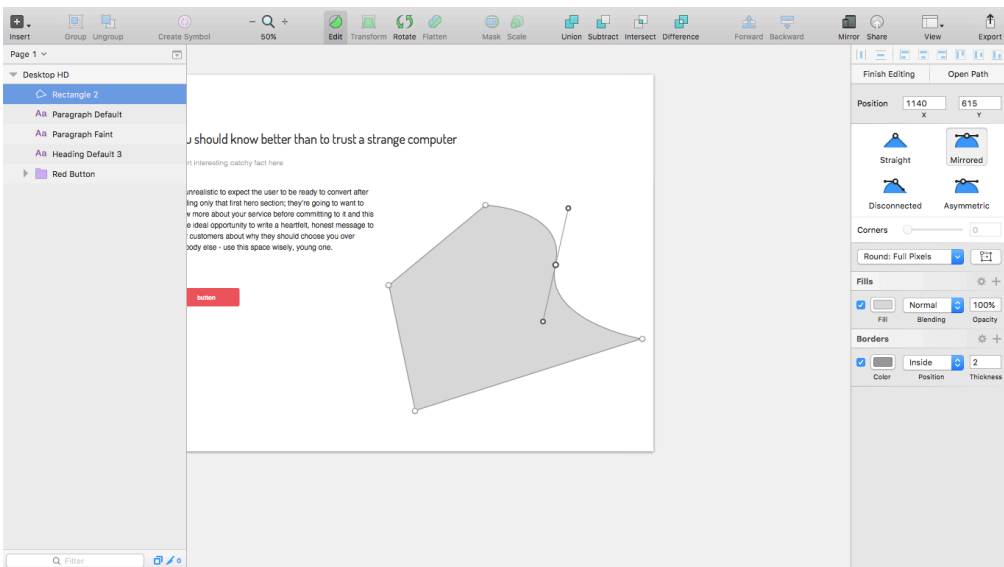 Insert
Group
Ungroup
Create Symbol
50%
Edit
Transform
Rotate
Flatten
Mask
Scale
Union
Subtract
Intersect
Difference
Forward
Backward
Mirror
Share
View
Export
Page 1
Desktop HD
Rectangle 2
Aa Paragraph Default
Aa Paragraph Faint
Aa Heading Default 3
Red Button
Filter
should know better than to trust a strange computer
interesting catchy fact here
unrealistic to expect the user to be ready to convert after
ing only that first hero section; they're going to want to
w more about your service before committing to it and this
e ideal opportunity to write a heartfelt, honest message to
customers about why they should choose you over
body else - use this space wisely, young one.
button
Finish Editing
Open Path
Position
1140
615
X
Y
Straight
Mirrored
Disconnected
Asymmetric
Corners
0
Round: Full Pixels
Fills
Normal
100%
Fill
Blending
Opacity
Borders
Inside
2
Color
Position
Thickness